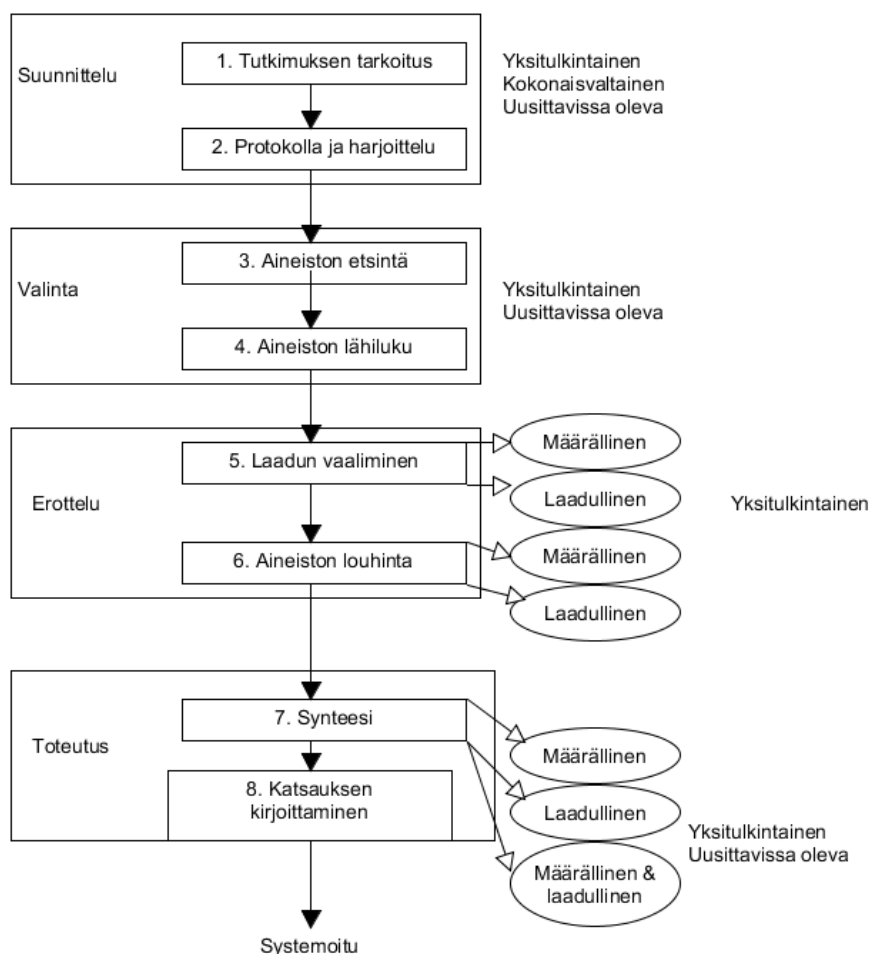 1. Tutkimuksen tarkoitus
Suunnittelu
Yksitulkintainen
Kokonaisvaltainen
Uusittavissa oleva
2. Protokolla ja harjoittelu
3. Aineiston etsintä
Valinta
Yksitulkintainen
Uusittavissa oleva
4. Aineiston lähiluku
5. Laadun vaaliminen
Määrällinen
Laadullinen
Erottelu
Yksitulkintainen
6. Aineiston louhinta
Määrällinen
Laadullinen
7. Synteesi
Toteutus
Määrällinen
8. Katsauksen
kirjoittaminen
Laadullinen
Yksitulkintainen
Uusittavissa oleva
Määrällinen &
laadullinen
Systemoitu